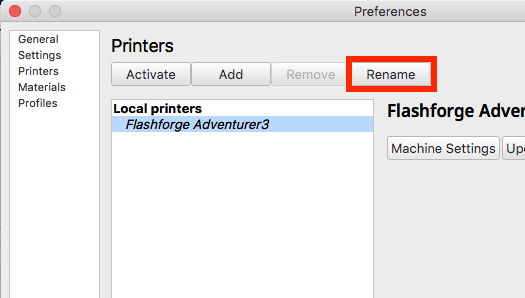 Preferences
General
Settings
Printers
Materials
Profiles
Printers
Activate Add Remove Rename
Local printers
Flashforge Adventurer3
Flashforge Adven
Machine Settings Up